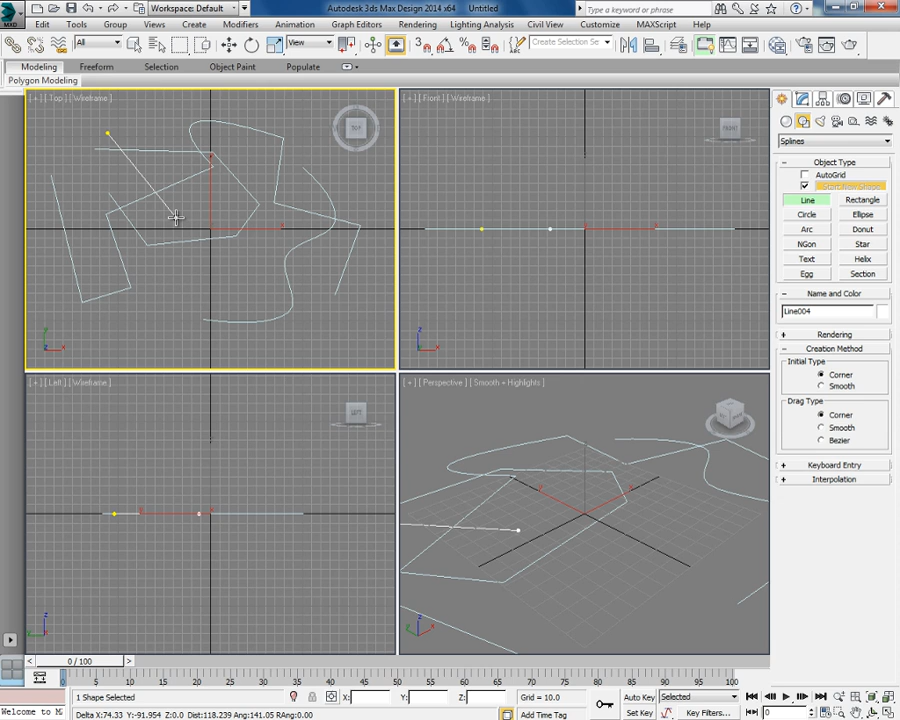 Workspace: Default
Autodesk 3ds Max Design 2014 x64 Untitled
Type a keyword or phrase
MXD
Edit Tools Group Views Create Modifiers Animation Graph Editors Rendering Lighting Analysis Civil View Customize MAXScript Help
All View Create Selection Se
Modeling Freeform Selection Object Paint Populate
Polygon Modeling
[+][Top][Wireframe]
[+][Front][Wireframe]
TOP
FRONT
Splines
Object Type
AutoGrid
Start New Shape
Line Rectangle
Circle Ellipse
Arc Donut
NGon Star
Text Helix
Egg Section
Name and Color
Line004
Rendering
Creation Method
Initial Type
Corner
Smooth
Drag Type
Corner
Smooth
Bezier
Keyboard Entry
Interpolation
[+][Left][Wireframe]
[+][Perspective][Smooth + Highlights]
LEFT
0 / 100
0 5 10 15 20 25 30 35 40 45 50 55 60 65 70 75 80 85 90 95 100
1 Shape Selected X: Y: Z: Grid = 10.0 Auto Key Selected
Welcome to M
Delta X:74.33 Y:-91.954 Z:0.0 Dist:118.239 Ang:141.05 RAng:0.00 Add Time Tag Set Key Key Filters... 0